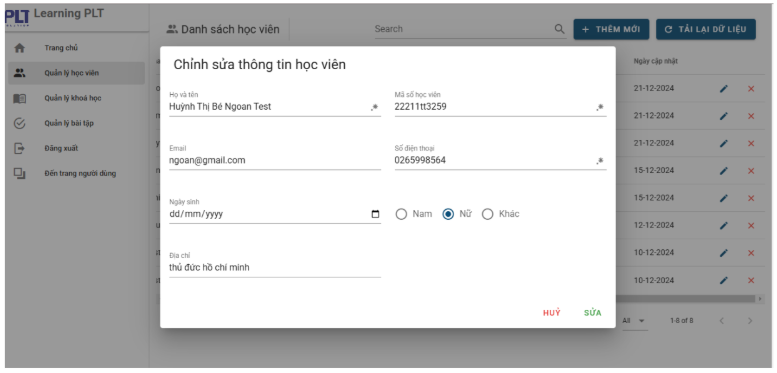 PLT
Learning PLT
Danh sách học viên
Search
THÊM MỚI
TẢI LẠI DỮ LIỆU
Trang chủ
Quản lý học viên
Quản lý khoá học
Quản lý bài tập
Đăng xuất
Đến trang người dùng
Ngày cập nhật
21-12-2024
21-12-2024
21-12-2024
15-12-2024
15-12-2024
12-12-2024
10-12-2024
10-12-2024
Chỉnh sửa thông tin học viên
Họ và tên
Huỳnh Thị Bé Ngoan Test
Mã số học viên
22211tt3259
Email
ngoan@gmail.com
Số điện thoại
0265998564
Ngày sinh
dd/mm/yyyy
Nam
Nữ
Khác
Địa chỉ
thủ đức hồ chí minh
HUỶ
SỬA
All
1-8 of 8